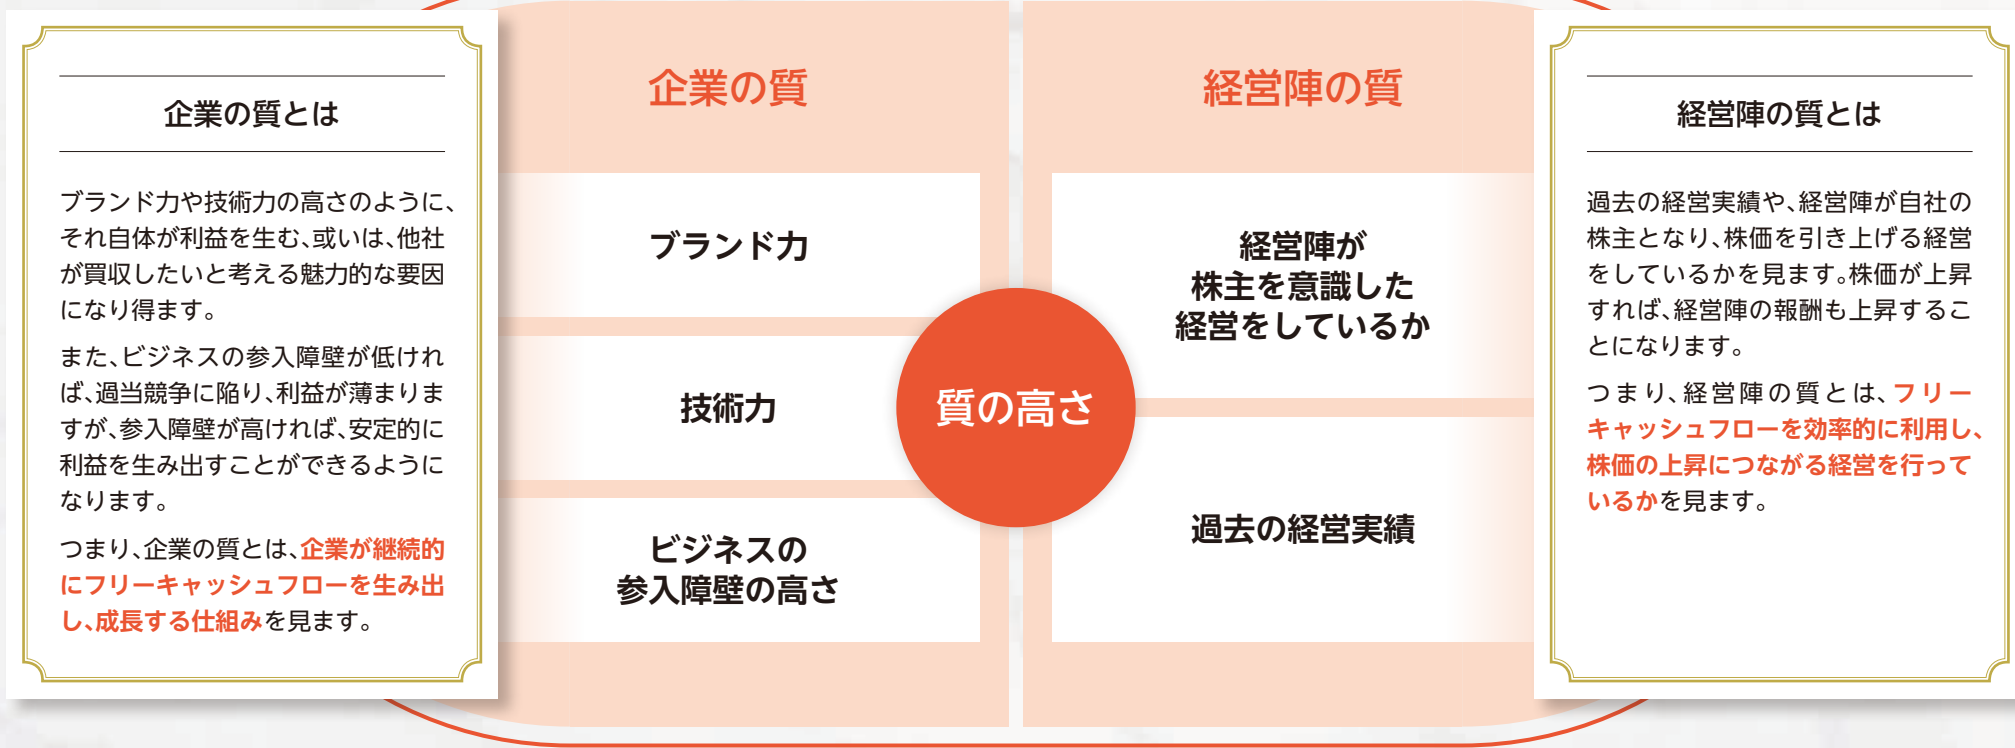 企業の質とは
ブランド力や技術力の高さのように、
それ自体が利益を生む、或いは、他社
が買収したいと考える魅力的な要因
になり得ます。
また、ビジネスの参入障壁が低けれ
ば、過当競争に陥り、利益が薄まりま
すが、参入障壁が高ければ、安定的に
利益を生み出すことができるように
なります。
つまり、企業の質とは、企業が継続的
にフリーキャッシュフローを生み出
し、成長する仕組みを見ます。
企業の質
ブランド力
技術力
ビジネスの
参入障壁の高さ
質の高さ
経営陣の質
経営陣が
株主を意識した
経営をしているか
過去の経営実績
経営陣の質とは
過去の経営実績や、経営陣が自社の
株主となり、株価を引き上げる経営
をしているかを見ます。株価が上昇
すれば、経営陣の報酬も上昇するこ
とになります。
つまり、経営陣の質とは、フリー
キャッシュフローを効率的に利用し、
株価の上昇につながる経営を行って
いるかを見ます。